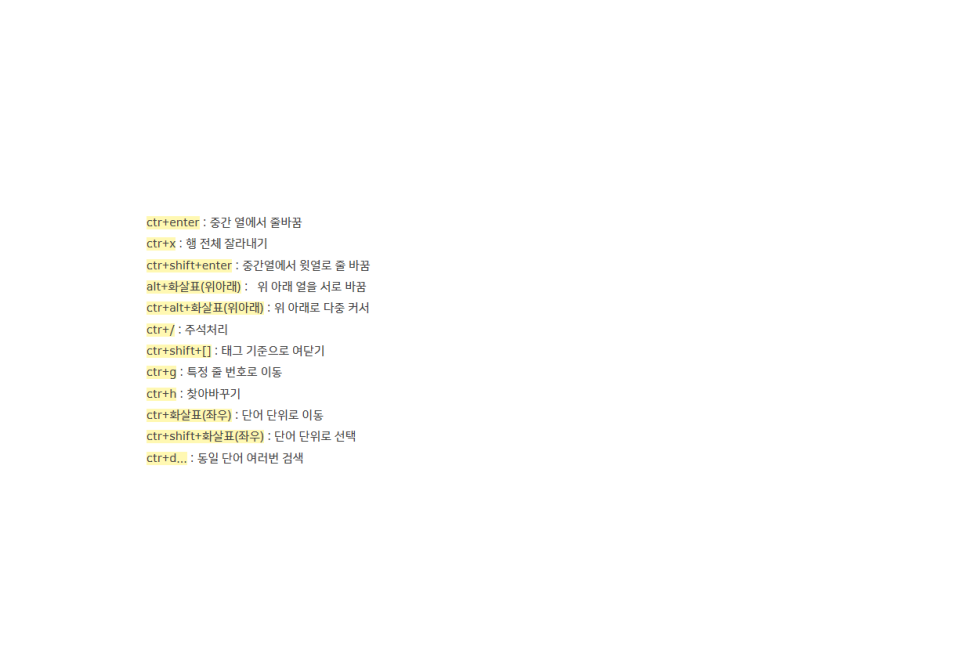 ctr+enter : 중간 열에서 줄바꿈
ctr+x : 행 전체 잘라내기
ctr+shift+enter : 중간열에서 윗열로 줄 바꿈
alt+화살표(위아래) :   위 아래 열을 서로 바꿈
ctr+alt+화살표(위아래) : 위 아래로 다중 커서
ctr+/ : 주석처리
ctr+shift+[] : 태그 기준으로 여닫기
ctr+g : 특정 줄 번호로 이동
ctr+h : 찾아바꾸기
ctr+화살표(좌우) : 단어 단위로 이동
ctr+shift+화살표(좌우) : 단어 단위로 선택
ctr+d... : 동일 단어 여러번 검색